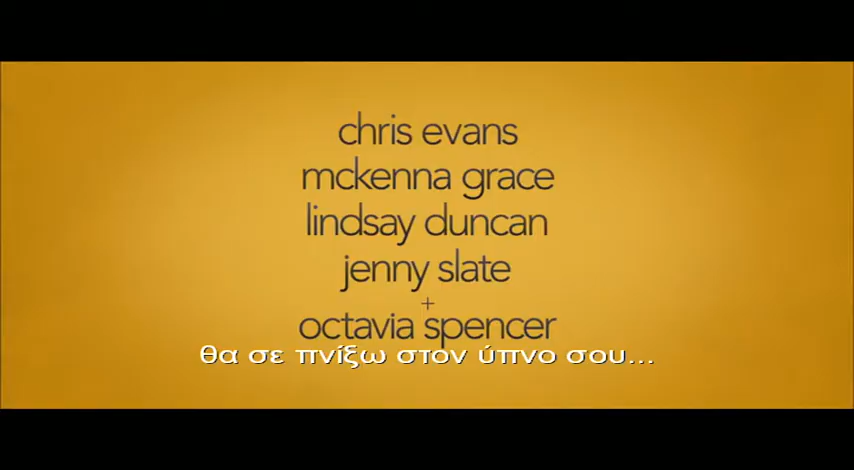 chris evans
mckenna grace
lindsay duncan
jenny slate
+
octavia spencer
θα σε πνίξω στον ύπνο σου...